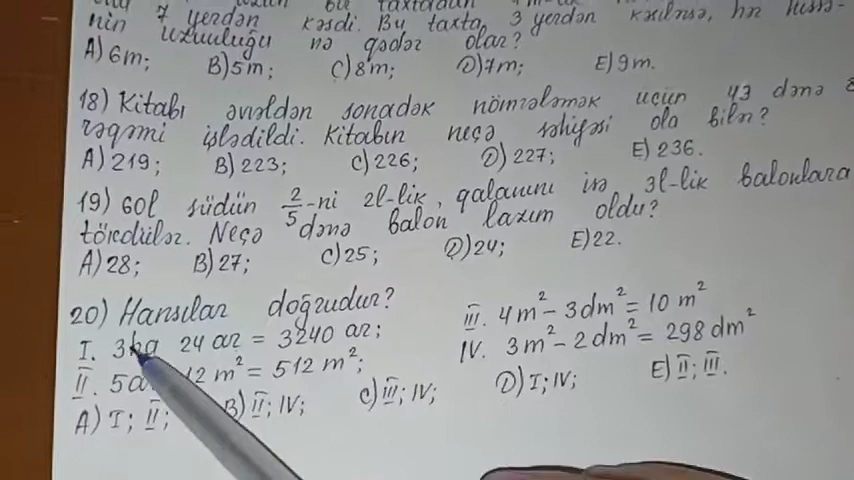 7 yerdən kəsdi. Bu taxta 3 yerdən kəsilsə, hər hissə-
nin uzunluğu nə qədər olar?
A) 6m; B) 5m; C) 8m; D) 7m; E) 9m.
18) Kitabı əvəldən sonadək nömrələmək üçün 43 dənə
rəqəmi işlədildi. Kitabın neçə səhifəsi ola bilər?
A) 219; B) 223; C) 226; D) 227; E) 236.
19) 60l südün 2/5-ni 2l-lik, qalanını isə 3l-lik balonlara
tökdülər. Neçə dənə balon lazım oldu?
A) 28; B) 27; C) 25; D) 24; E) 22.
20) Hansılar doğrudur?
I. 3ha 24 ar = 3240 ar;
II. 5a 12 m² = 512 m²;
III. 4m² - 3dm² = 10 m²
IV. 3m² - 2dm² = 298 dm²
A) I; II; B) II; IV; C) III; IV; D) I; IV; E) II; III.